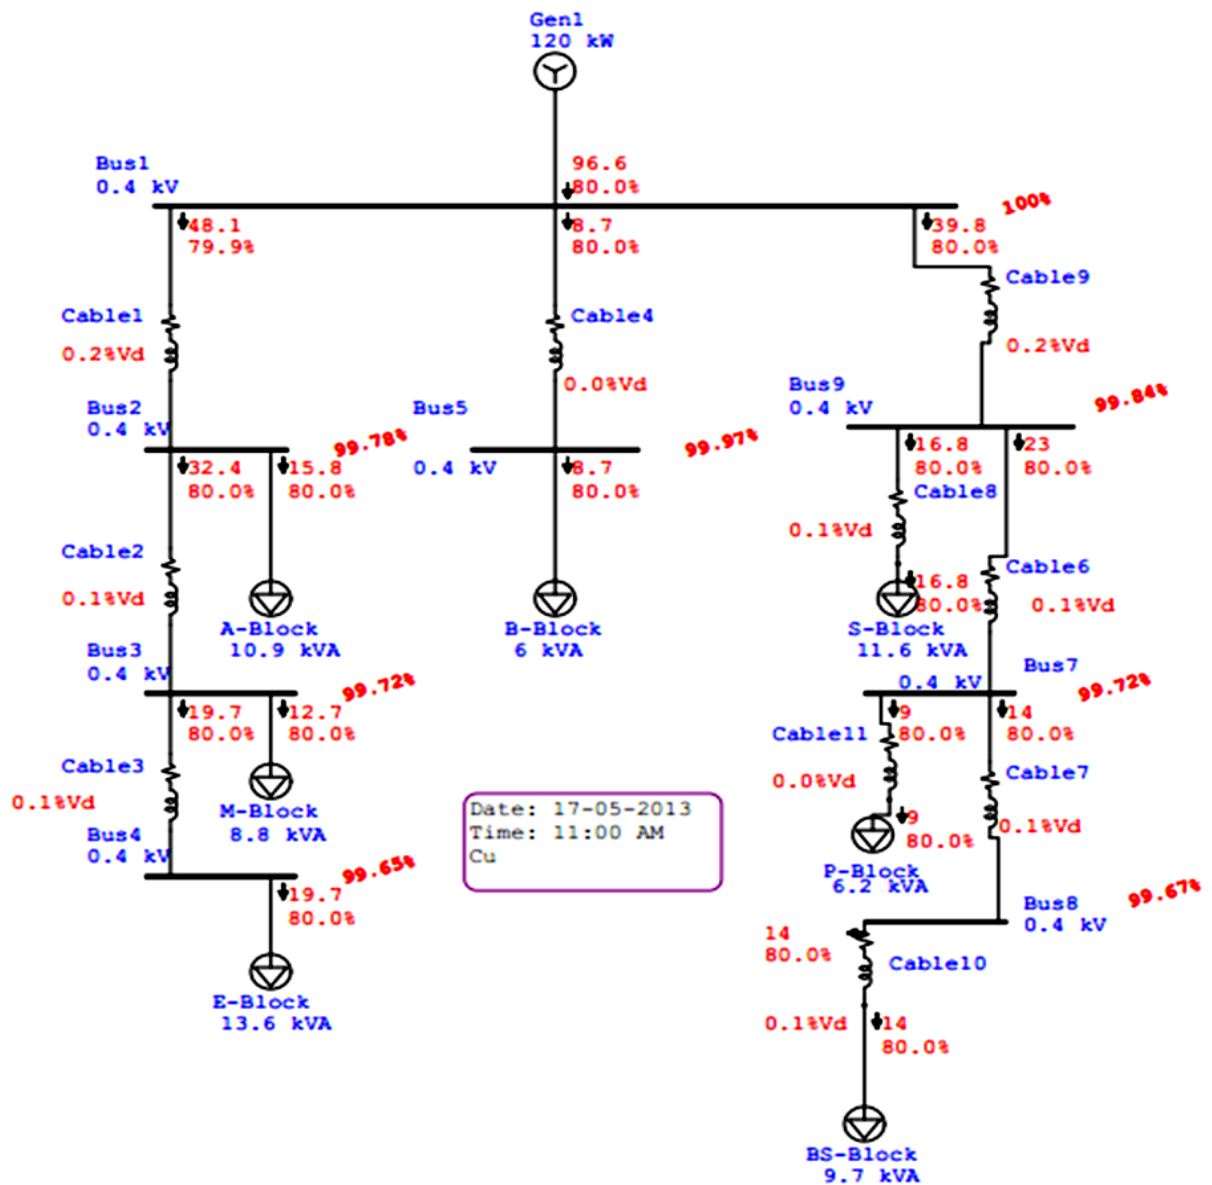 Gen1
120 kW
96.6
80.0%
Bus1
0.4 kV
48.1
79.9%
8.7
80.0%
39.8
80.0%
100%
Cable1
0.2%Vd
Cable4
0.0%Vd
Cable9
0.2%Vd
Bus2
0.4 kV
99.78%
32.4
80.0%
15.8
80.0%
Bus5
0.4 kV
99.97%
8.7
80.0%
Bus9
0.4 kV
99.84%
16.8
80.0%
23
80.0%
Cable8
0.1%Vd
16.8
80.0%
Cable6
0.1%Vd
Cable2
0.1%Vd
A-Block
10.9 kVA
B-Block
6 kVA
S-Block
11.6 kVA
Bus3
0.4 kV
99.72%
19.7
80.0%
12.7
80.0%
Bus7
0.4 kV
99.72%
9
80.0%
14
80.0%
Cable11
0.0%Vd
Cable7
0.1%Vd
Cable3
0.1%Vd
M-Block
8.8 kVA
Date: 17-05-2013
Time: 11:00 AM
Cu
9
80.0%
P-Block
6.2 kVA
Bus4
0.4 kV
99.65%
19.7
80.0%
Bus8
0.4 kV
99.67%
14
80.0%
Cable10
0.1%Vd
14
80.0%
E-Block
13.6 kVA
BS-Block
9.7 kVA